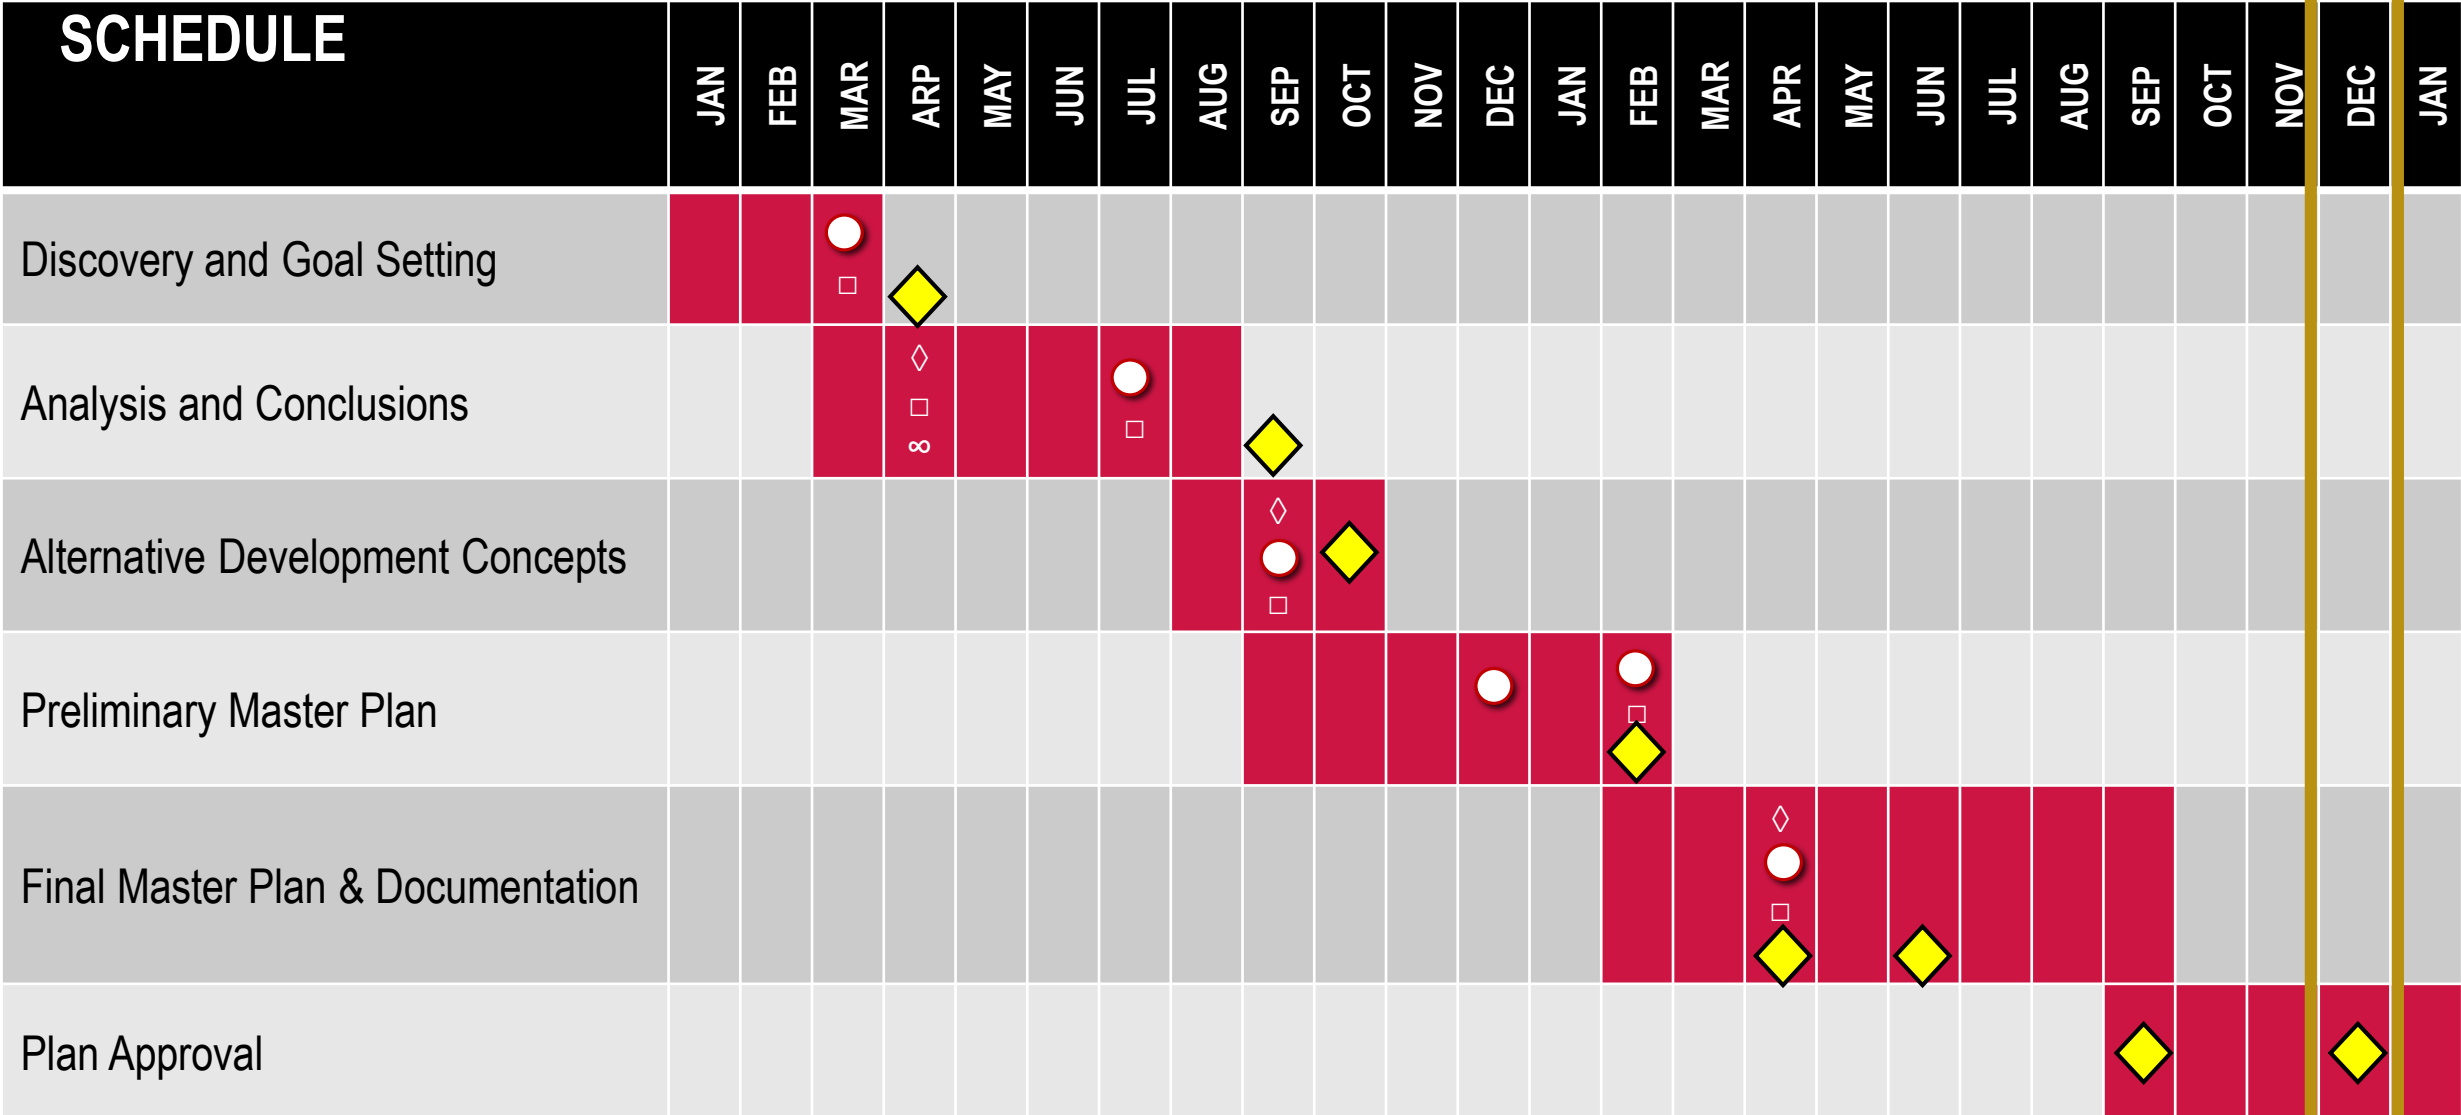 SCHEDULE
JAN FEB MAR ARP MAY JUN JUL AUG SEP OCT NOV DEC JAN FEB MAR APR MAY JUN JUL AUG SEP OCT NOV DEC JAN
Discovery and Goal Setting
□
Analysis and Conclusions
◊
□ □
∞
Alternative Development Concepts
◊
□
Preliminary Master Plan
□
Final Master Plan & Documentation
◊
□
Plan Approval